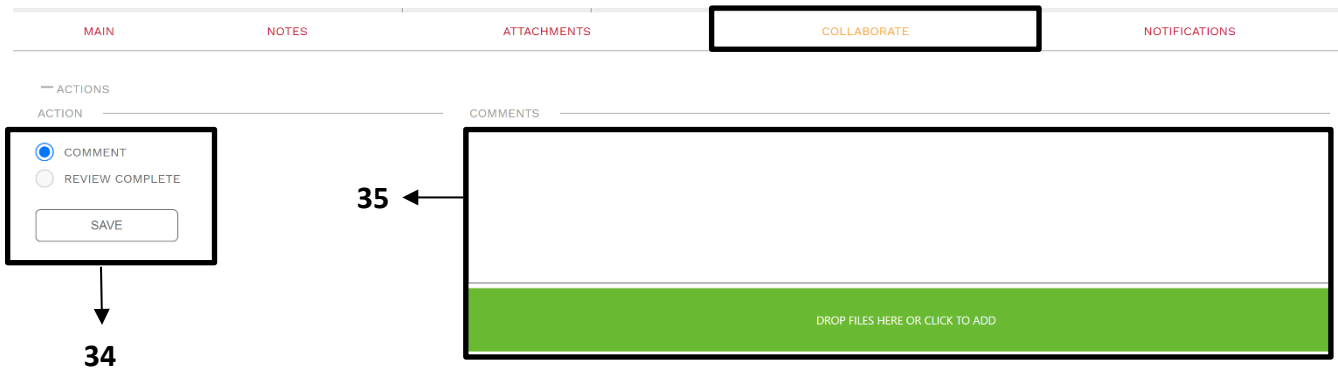 MAIN NOTES ATTACHMENTS COLLABORATE NOTIFICATIONS
ACTIONS
ACTION COMMENTS
COMMENT
REVIEW COMPLETE
35
SAVE
DROP FILES HERE OR CLICK TO ADD
34